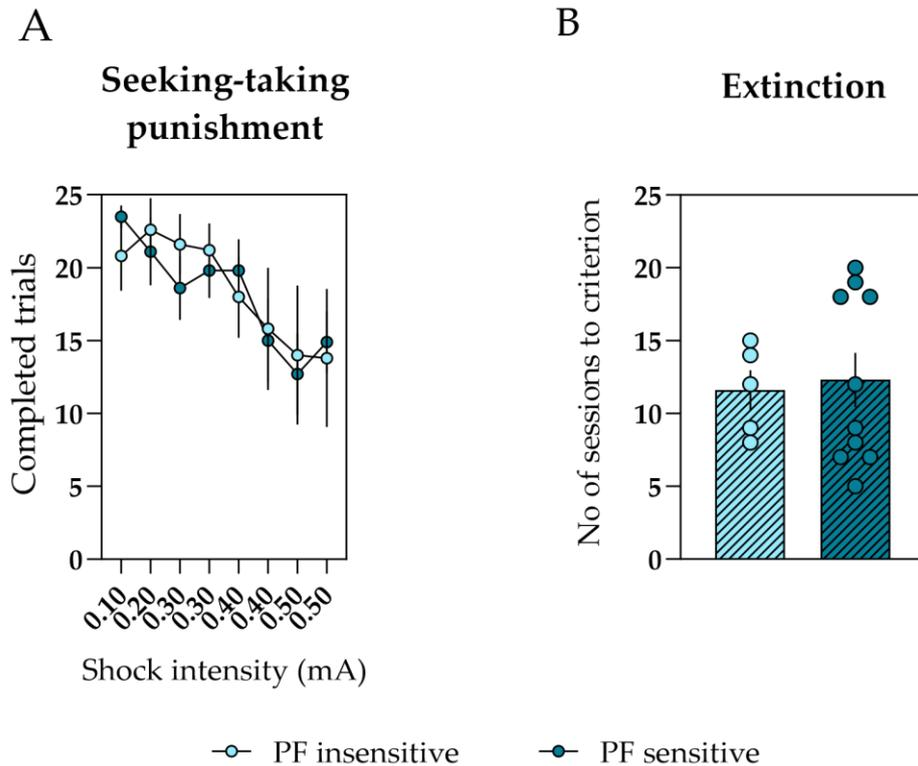 A
B
Seeking-taking
punishment
Extinction
Completed trials
25
20
15
10
5
0
0.10
0.20
0.30
0.30
0.40
0.40
0.50
0.50
Shock intensity (mA)
No of sessions to criterion
25
20
15
10
5
0
PF insensitive
PF sensitive